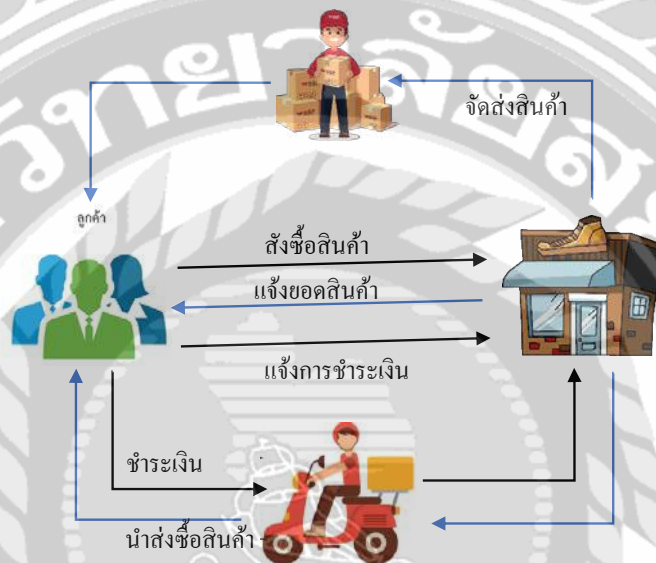 จัดส่งสินค้า
ลูกค้า
สั่งซื้อสินค้า
แจ้งยอดสินค้า
แจ้งการชำระเงิน
ชำระเงิน
นำส่งซื้อสินค้า